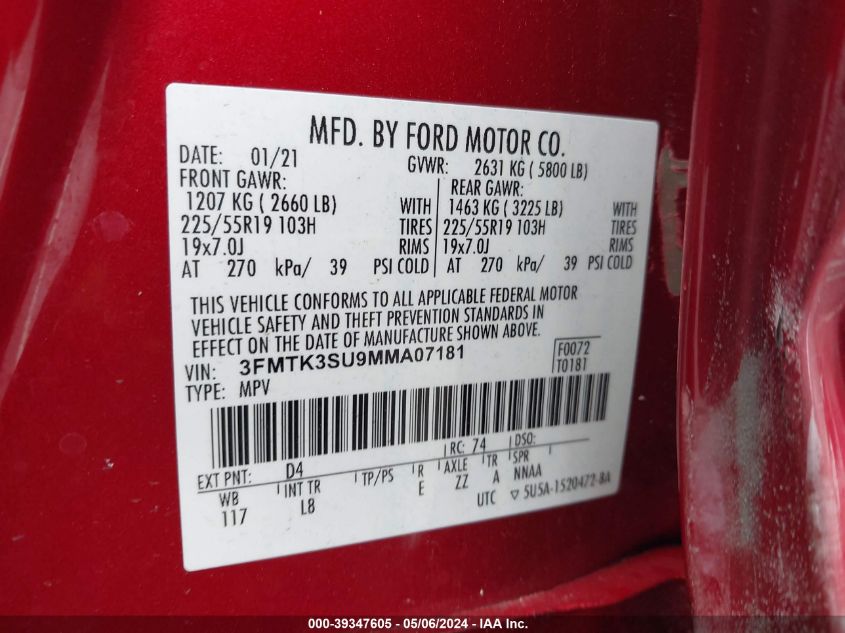 MFD. BY FORD MOTOR CO.
DATE: 01/21 GVWR: 2631 KG ( 5800 LB)
FRONT GAWR: REAR GAWR:
1207 KG ( 2660 LB) WITH 1463 KG ( 3225 LB) WITH
225/55R19 103H TIRES 225/55R19 103H TIRES
19x7.0J RIMS 19x7.0J RIMS
AT 270 kPa/ 39 PSI COLD AT 270 kPa/ 39 PSI COLD
THIS VEHICLE CONFORMS TO ALL APPLICABLE FEDERAL MOTOR
VEHICLE SAFETY AND THEFT PREVENTION STANDARDS IN
EFFECT ON THE DATE OF MANUFACTURE SHOWN ABOVE.
VIN: 3FMTK3SU9MMA07181 F0072
TYPE: MPV T0181
EXT PNT: D4 RC: 74 DSO:
WB INT TR TP/PS R AXLE TR SPR
117 L8 E ZZ A NNAA
UTC ▽ 5U5A-1520472-BA
000-39347605 - 05/06/2024 - IAA Inc.